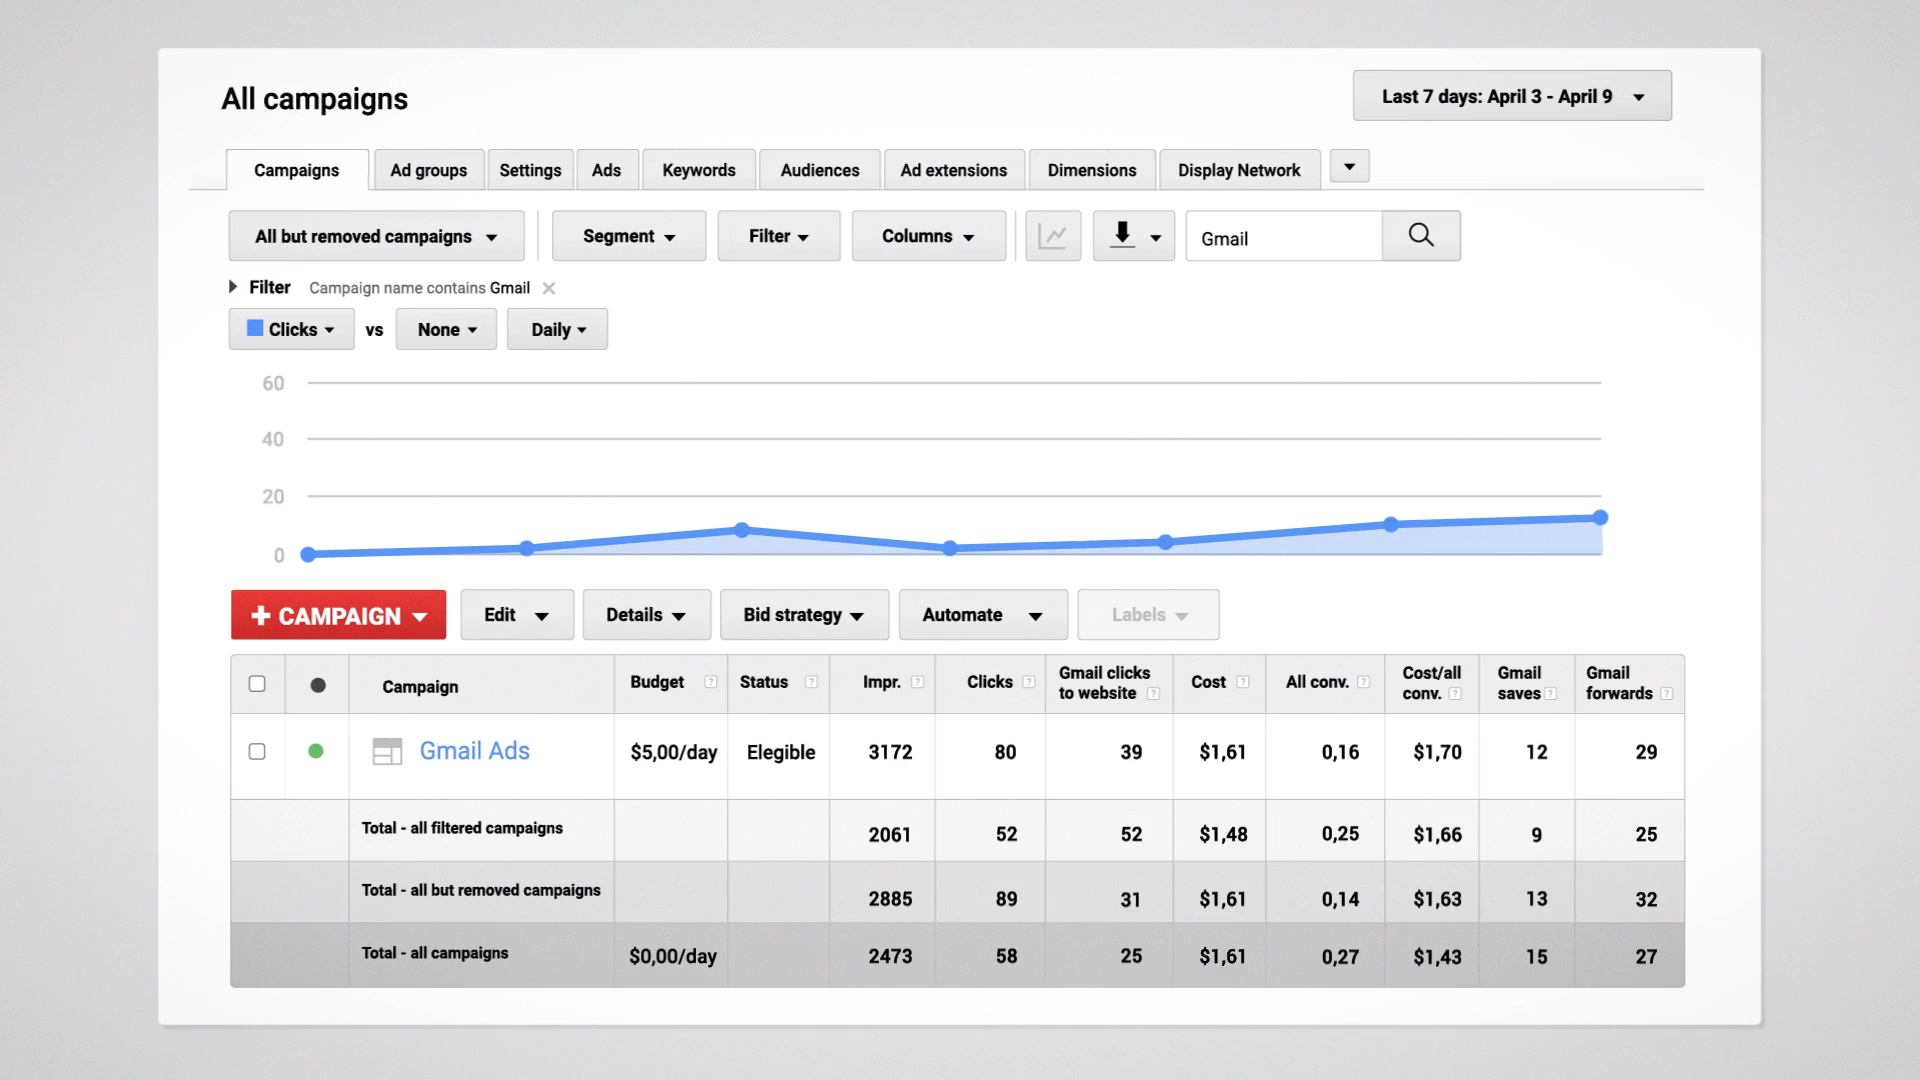 All campaigns
Last 7 days: April 3 - April 9
Campaigns Ad groups Settings Ads Keywords Audiences Ad extensions Dimensions Display Network
All but removed campaigns Segment Filter Columns Gmail
Filter Campaign name contains Gmail
Clicks vs None Daily
60
40
20
0
+ CAMPAIGN Edit Details Bid strategy Automate Labels
Campaign Budget ? Status ? Impr. ? Clicks ? Gmail clicks to website ? Cost ? All conv. ? Cost/all conv. ? Gmail saves ? Gmail forwards ?
Gmail Ads $5,00/day Elegible 3172 80 39 $1,61 0,16 $1,70 12 29
Total - all filtered campaigns 2061 52 52 $1,48 0,25 $1,66 9 25
Total - all but removed campaigns 2885 89 31 $1,61 0,14 $1,63 13 32
Total - all campaigns $0,00/day 2473 58 25 $1,61 0,27 $1,43 15 27